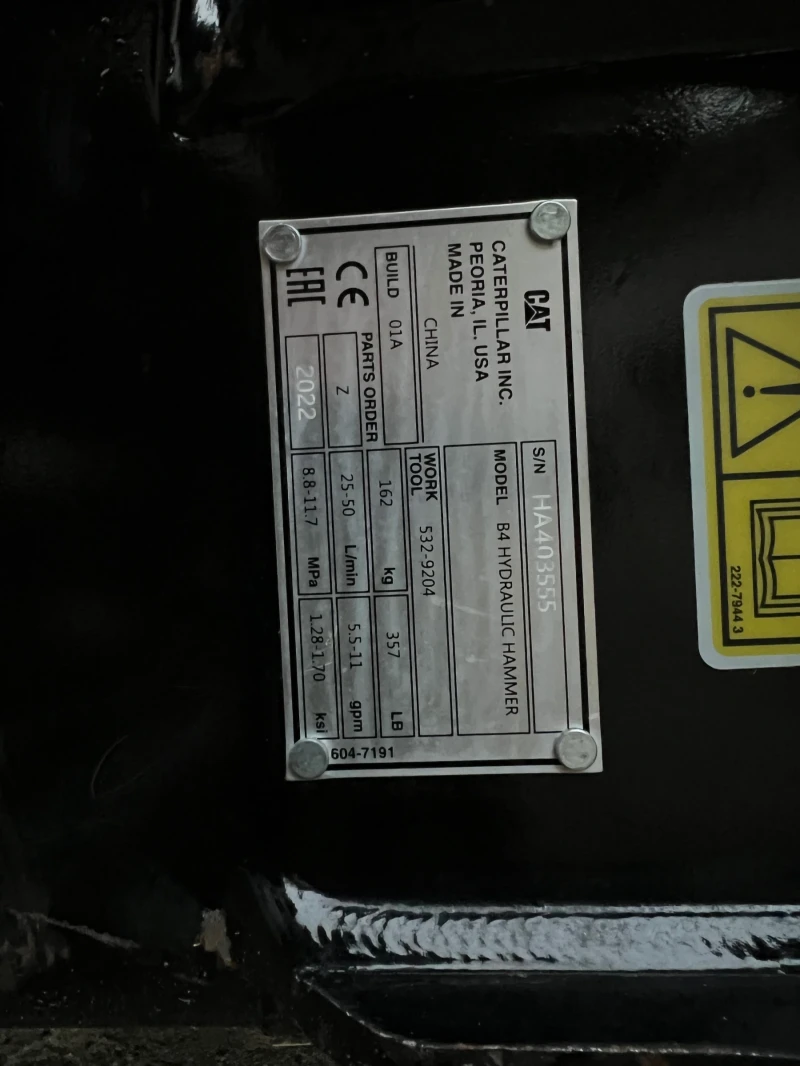 CAT
CATERPILLAR INC.
PEORIA, IL. USA
MADE IN
CHINA
BUILD 01A
CE
EAC
PARTS ORDER
Z
2022
S/N HA403555
MODEL B4 HYDRAULIC HAMMER
WORK TOOL 532-9204
162 kg 357 LB
25-50 L/min 5.5-11 gpm
8.8-11.7 MPa 1.28-1.70 ksi
604-7191
222-7944 3